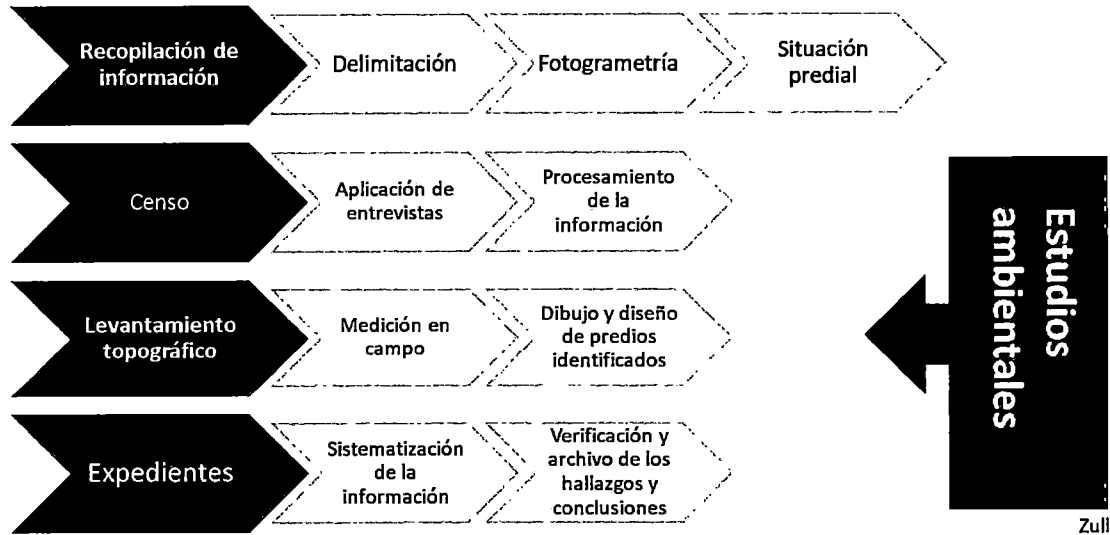 Recopilación de
información
Delimitación
Fotogrametría
Situación
predial
Censo
Aplicación de
entrevistas
Procesamiento
de la
información
Levantamiento
topográfico
Medición en
campo
Dibujo y diseño
de predios
identificados
Expedientes
Sistematización
de la
información
Verificación y
archivo de los
hallazgos y
conclusiones
Estudios
ambientales
Zull